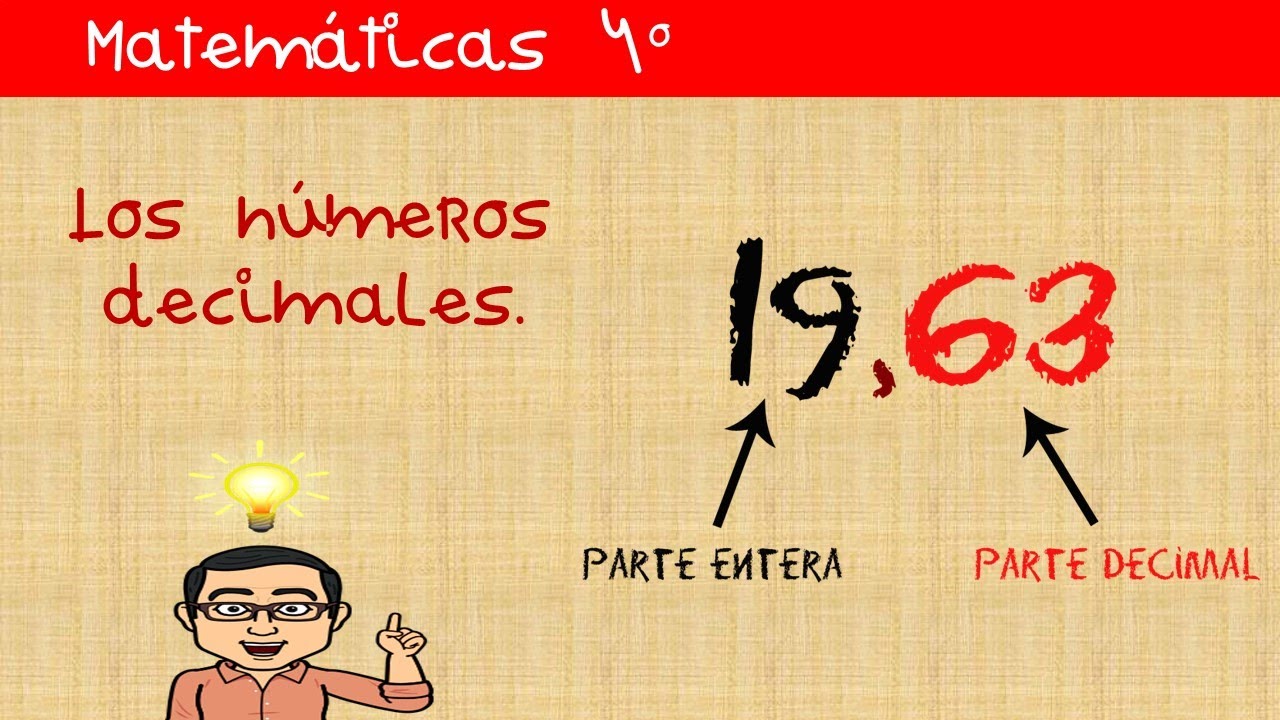 Matemáticas 4º
Los números
decimales.
19,63
PARTE ENTERA
PARTE DECIMAL